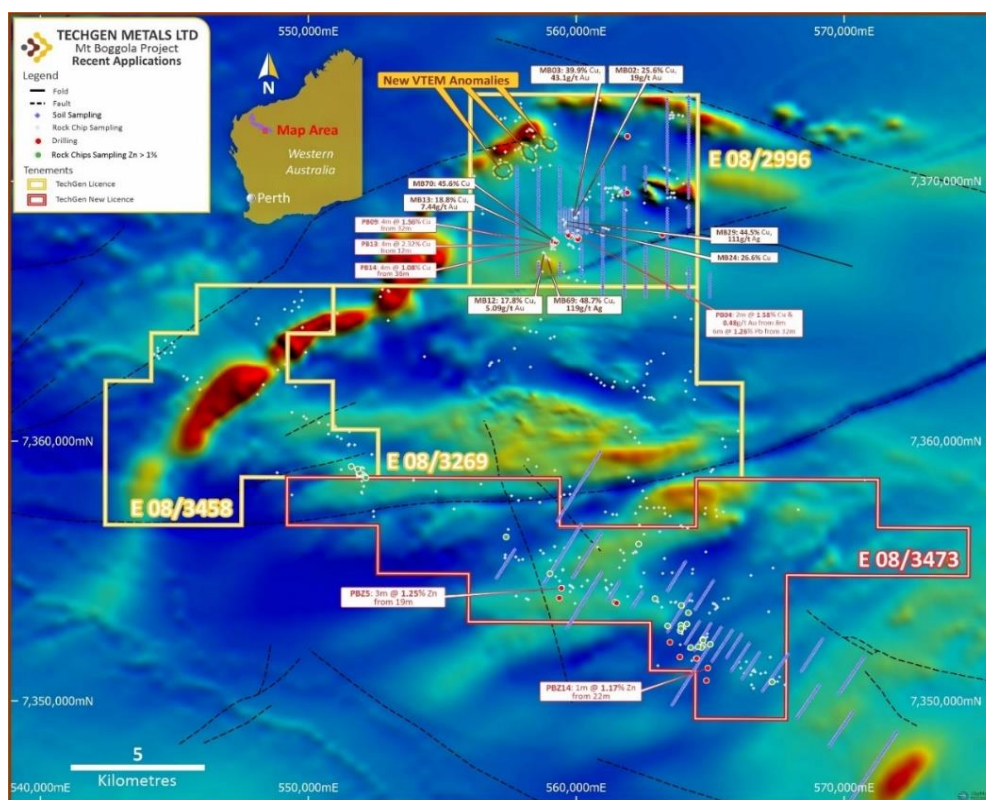 TECHGEN METALS LTD
Mt Boggola Project
Recent Applications
Legend
Fold
Fault
Soil Sampling
Rock Chip Sampling
Drilling
Rock Chips Sampling Zn > 1%
Tenements
TechGen Licence
TechGen New Licence
N
Map Area
Western
Australia
Perth
550,000mE
560,000mE
570,000mE
New VTEM Anomalies
MB03: 39.9% Cu,
43.1g/t Au
MB02: 25.6% Cu,
19g/t Au
E 08/2996
7,370,000mN
7,370,000mN
MB70: 45.6% Cu
MB13: 18.8% Cu,
7.44g/t Au
PB09: 4m @ 1.56% Cu
from 32m
PB13: 4m @ 2.32% Cu
from 12m
PB14: 4m @ 1.08% Cu
from 36m
MB29: 44.5% Cu,
111g/t Ag
MB24: 26.6% Cu
MB12: 17.8% Cu,
5.09g/t Au
MB69: 48.7% Cu,
119g/t Ag
PB04: 2m @ 1.58% Cu &
0.48g/t Au from 8m
6m @ 1.26% Pb from 32m
7,360,000mN
7,360,000mN
E 08/3269
E 08/3458
E 08/3473
PBZ5: 3m @ 1.25% Zn
from 19m
PBZ14: 1m @ 1.17% Zn
from 22m
7,350,000mN
7,350,000mN
5
Kilometres
540,000mE
550,000mE
560,000mE
570,000mE